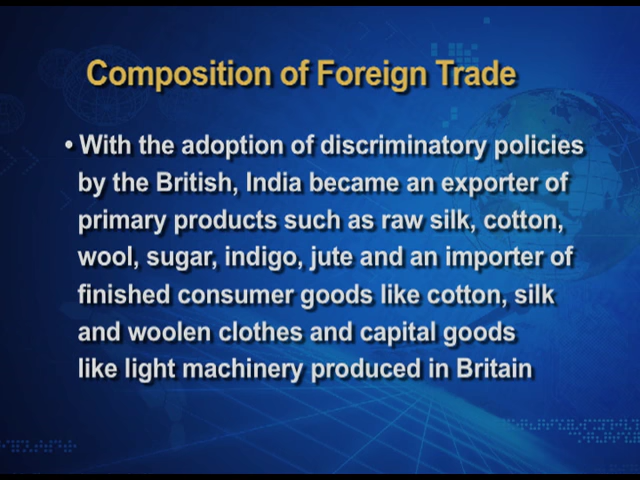 Composition of Foreign Trade
• With the adoption of discriminatory policies
by the British, India became an exporter of
primary products such as raw silk, cotton,
wool, sugar, indigo, jute and an importer of
finished consumer goods like cotton, silk
and woolen clothes and capital goods
like light machinery produced in Britain